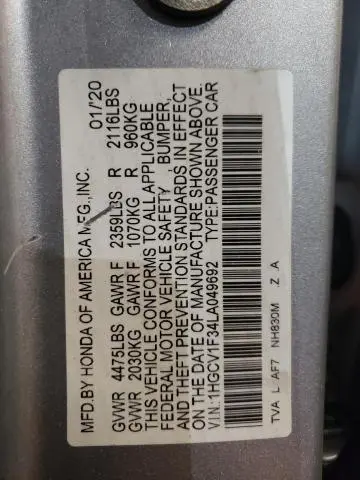 MFD.BY HONDA OF AMERICA MFG.,INC. 01/'20
GVWR 4475LBS GAWR F 2359LBS R 2116LBS
GVWR 2030KG GAWR F 1070KG R 960KG
THIS VEHICLE CONFORMS TO ALL APPLICABLE
FEDERAL MOTOR VEHICLE SAFETY , BUMPER,
AND THEFT PREVENTION STANDARDS IN EFFECT
ON THE DATE OF MANUFACTURE SHOWN ABOVE.
V.I.N.:1HGCV1F34LA049692 TYPE:PASSENGER CAR
TVA L AF7 NH830M .Z .A